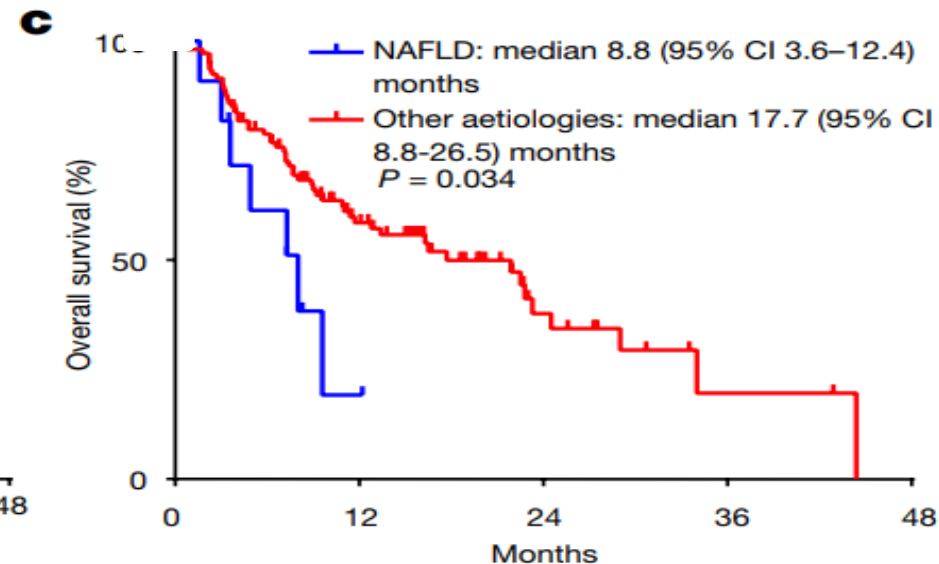 c
NAFLD: median 8.8 (95% CI 3.6–12.4)
months
Other aetiologies: median 17.7 (95% CI
8.8-26.5) months
P = 0.034
Overall survival (%)
50
0
48
0 12 24 36 48
Months